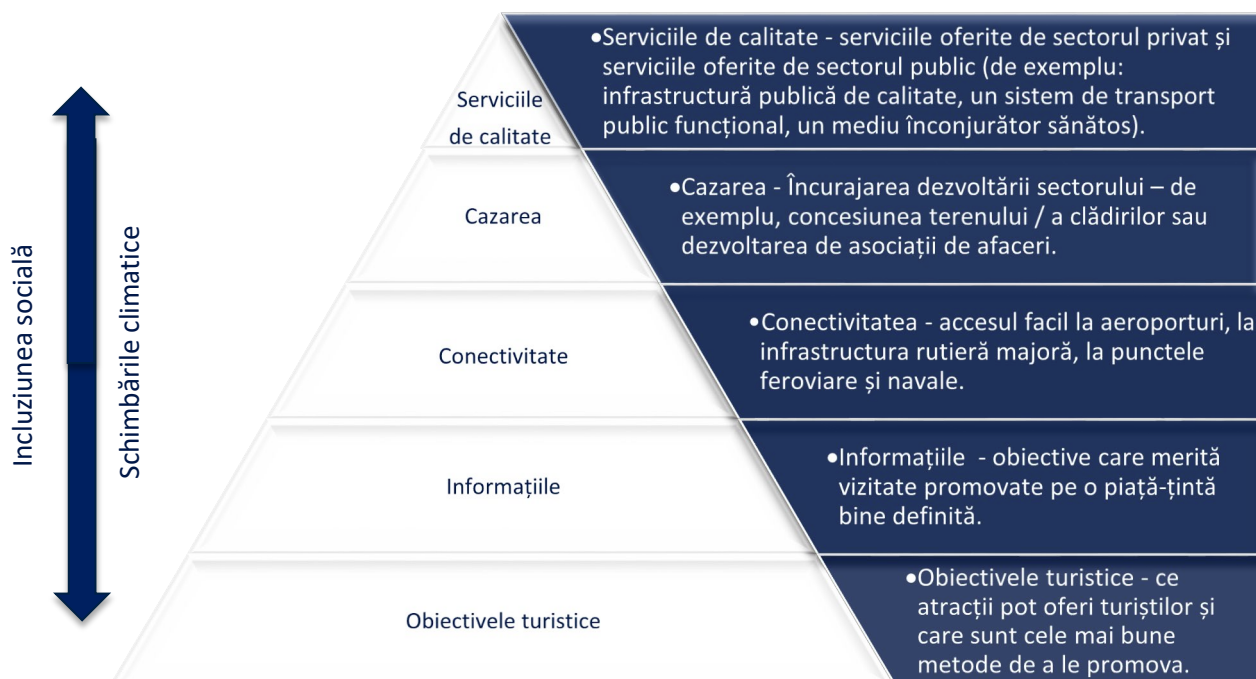 Incluziunea socială
Schimbările climatice
Serviciile
de calitate
•Serviciile de calitate - serviciile oferite de sectorul privat și
serviciile oferite de sectorul public (de exemplu:
infrastructură publică de calitate, un sistem de transport
public funcțional, un mediu înconjurător sănătos).
Cazarea
•Cazarea - Încurajarea dezvoltării sectorului – de
exemplu, concesiunea terenului / a clădirilor sau
dezvoltarea de asociații de afaceri.
Conectivitate
•Conectivitatea - accesul facil la aeroporturi, la
infrastructura rutieră majoră, la punctele
feroviare și navale.
Informațiile
•Informațiile  - obiective care merită
vizitate promovate pe o piață-țintă
bine definită.
Obiectivele turistice
•Obiectivele turistice - ce
atracții pot oferi turiștilor și
care sunt cele mai bune
metode de a le promova.